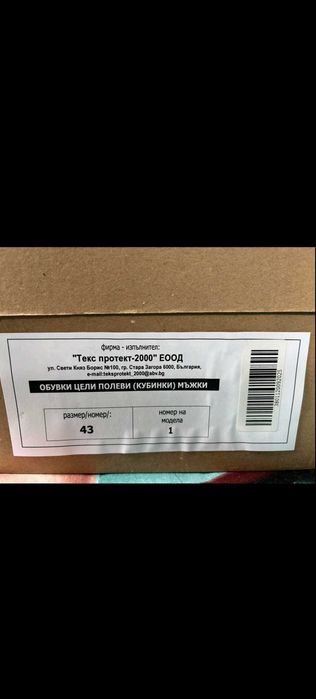 фирма - изпълнител:
"Текс протект-2000" ЕООД
ул. Свети Княз Борис №100, гр. Стара Загора 6000, България,
e-mail:teksprotekt_2000@abv.bg
ОБУВКИ ЦЕЛИ ПОЛЕВИ (КУБИНКИ) МЪЖКИ
размер/номер/:
43
номер на
модела
1